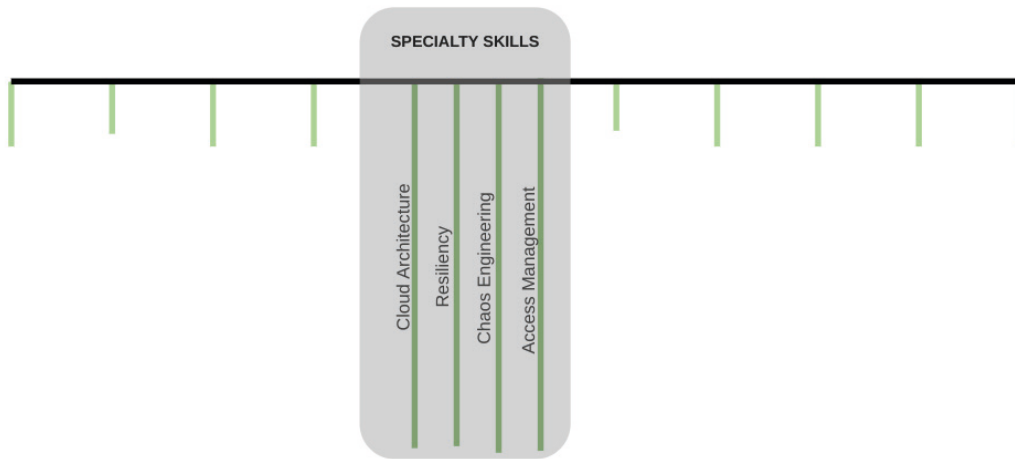 SPECIALTY SKILLS
Cloud Architecture
Resiliency
Chaos Engineering
Access Management